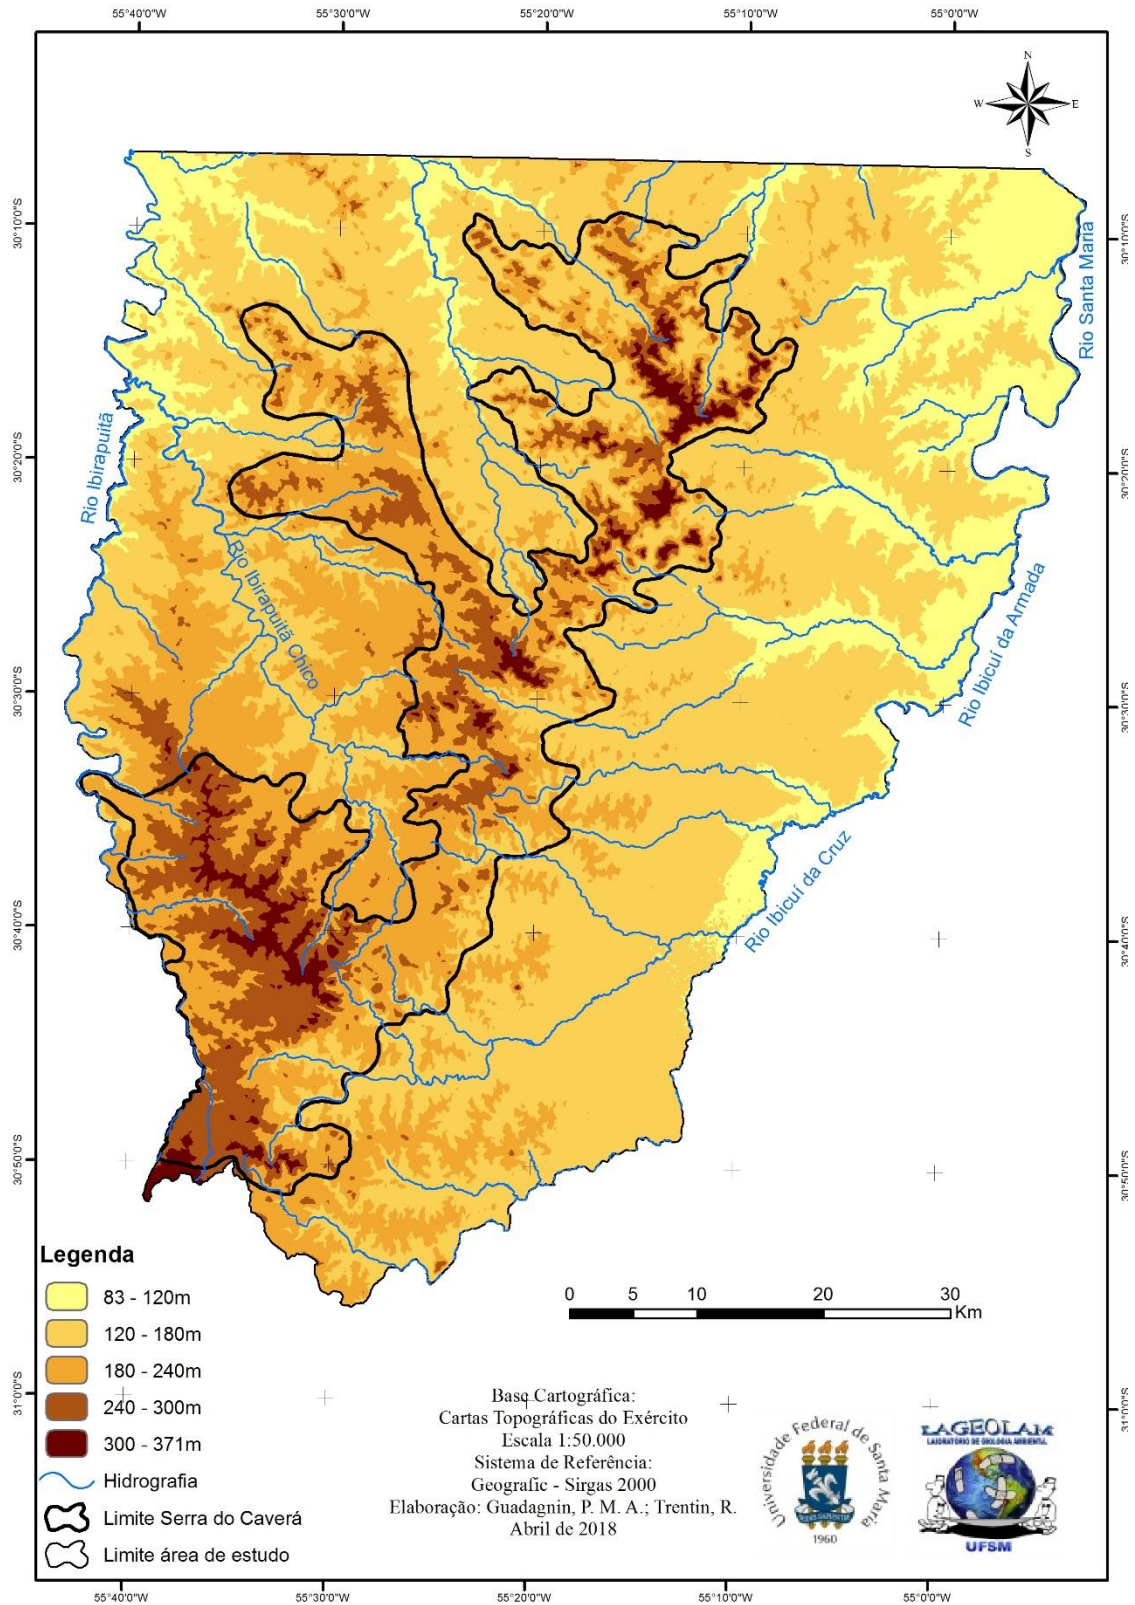 55°40'0"W
55°30'0"W
55°20'0"W
55°10'0"W
55°0'0"W
N
W
E
S
30°10'0"S
30°10'0"S
Rio Santa Maria
Rio Ibirapuitã
30°20'0"S
30°20'0"S
Rio Ibirapuitã Chico
Rio Ibicuí da Armada
30°30'0"S
30°30'0"S
Rio Ibicuí da Cruz
30°40'0"S
30°40'0"S
30°50'0"S
30°50'0"S
Legenda
83 - 120m
120 - 180m
180 - 240m
240 - 300m
300 - 371m
Hidrografia
Limite Serra do Caverá
Limite área de estudo
0 5 10 20 30
Km
31°0'0"S
31°0'0"S
Base Cartográfica:
Cartas Topográficas do Exército
Escala 1:50.000
Sistema de Referência:
Geografic - Sirgas 2000
Elaboração: Guadagnin, P. M. A.; Trentin, R.
Abril de 2018
Universidade Federal de Santa Maria
1960
LAGEOLAM
LABORATÓRIO DE GEOLOGIA AMBIENTAL
UFSM
55°40'0"W
55°30'0"W
55°20'0"W
55°10'0"W
55°0'0"W